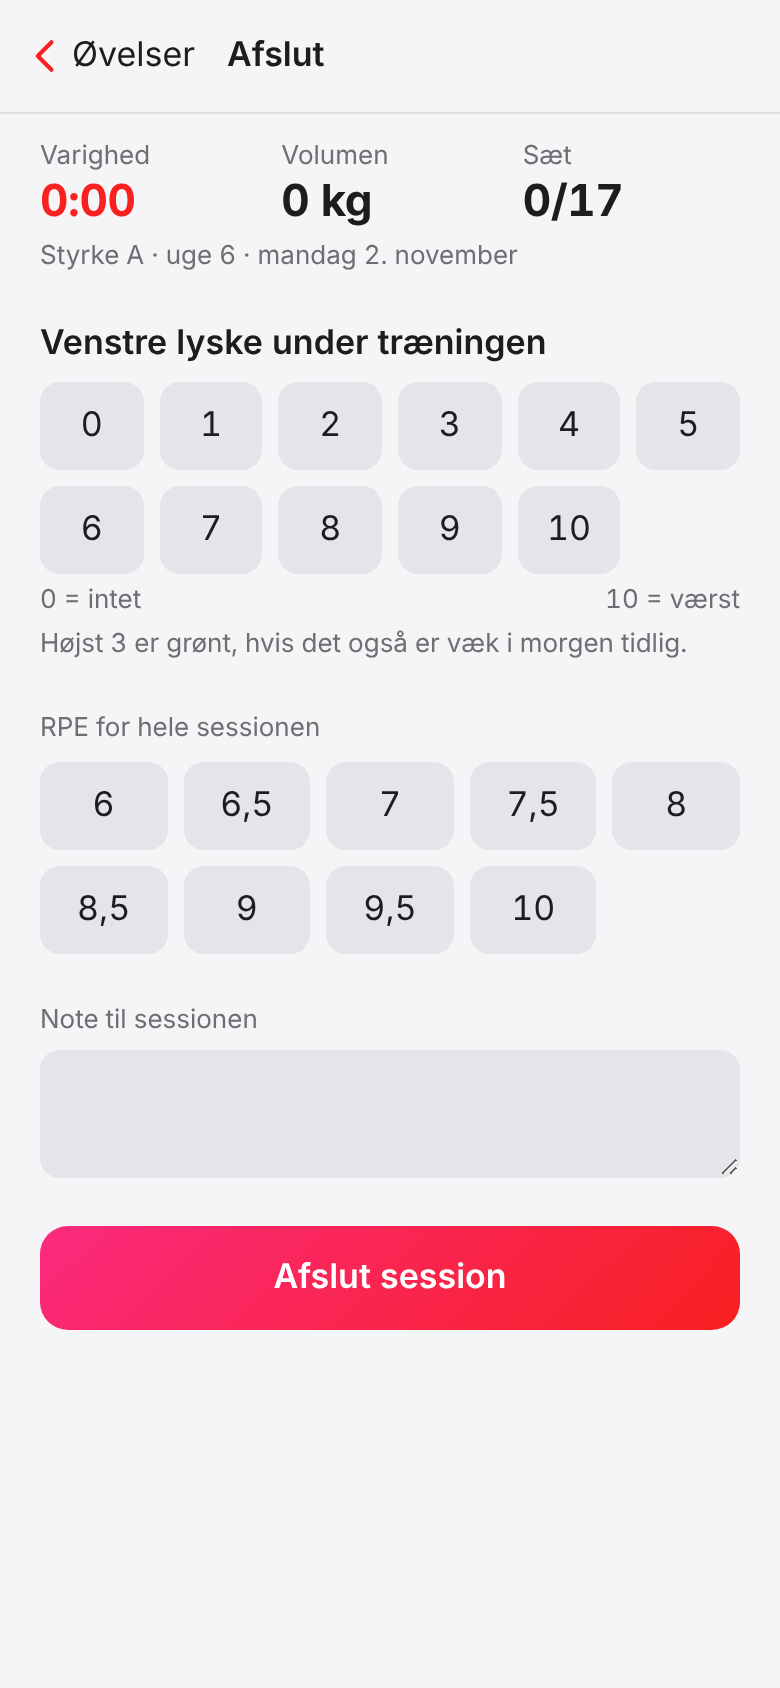 Øvelser Afslut
Varighed Volumen Sæt
0:00 0 kg 0/17
Styrke A · uge 6 · mandag 2. november
Venstre lyske under træningen
0 1 2 3 4 5
6 7 8 9 10
0 = intet 10 = værst
Højst 3 er grønt, hvis det også er væk i morgen tidlig.
RPE for hele sessionen
6 6,5 7 7,5 8
8,5 9 9,5 10
Note til sessionen
Afslut session